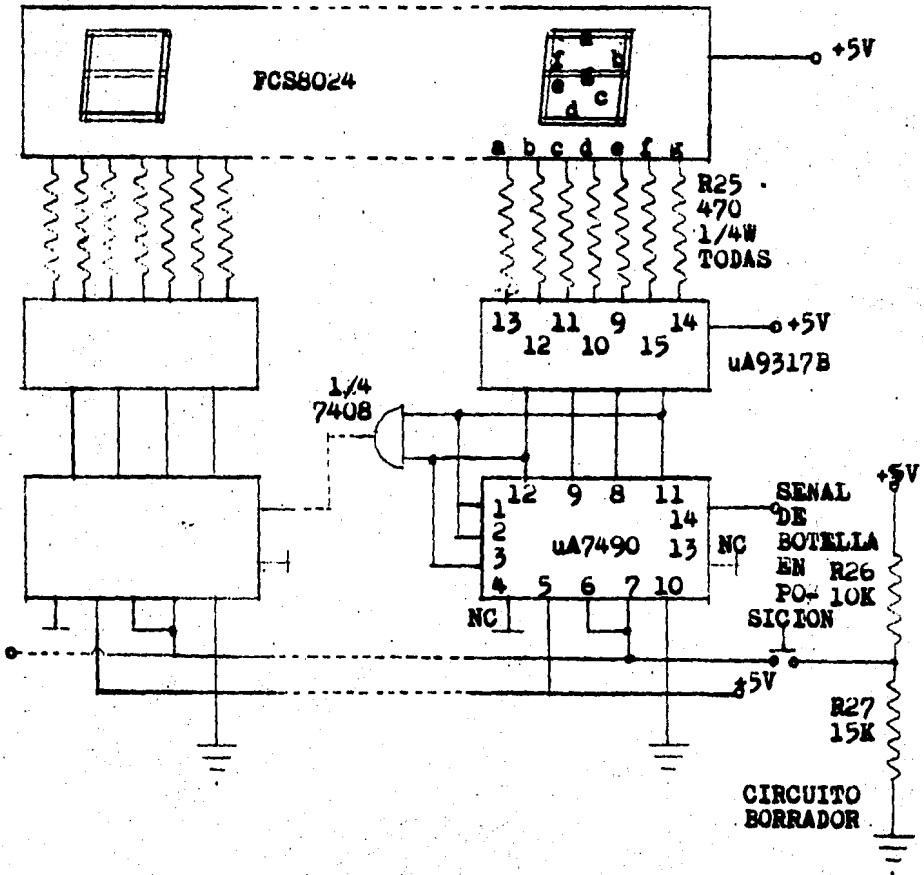 +5V
FCS8024
a
f b
g
e c
d
a b c d e f g
R25
470
1/4W
TODAS
13 11 9 14
12 10 15
+5V
uA9317B
1/4
7408
12 9 8 11
1
2
3
14
13
uA7490
4 5 6 7 10
NC
NC
SENAL
DE
BOTELLA
EN
PO-
SICION
+5V
R26
10K
+5V
R27
15K
CIRCUITO
BORRADOR